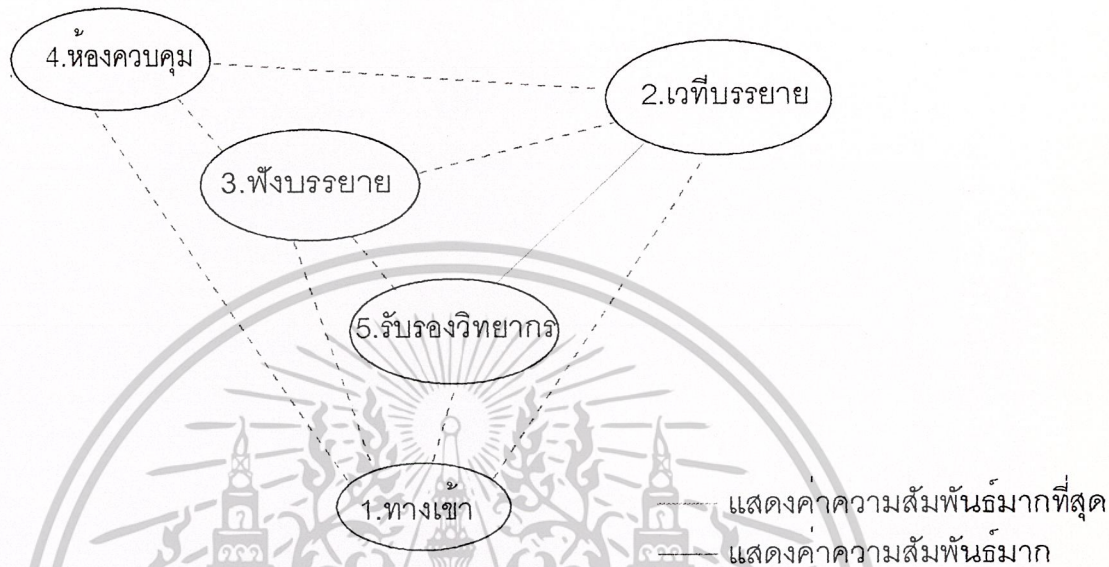 4.ห้องควบคุม
2.เวทีบรรยาย
3.ฟังบรรยาย
5.รับรองวิทยากร
1.ทางเข้า
แสดงค่าความสัมพันธ์มากที่สุด
แสดงค่าความสัมพันธ์มาก